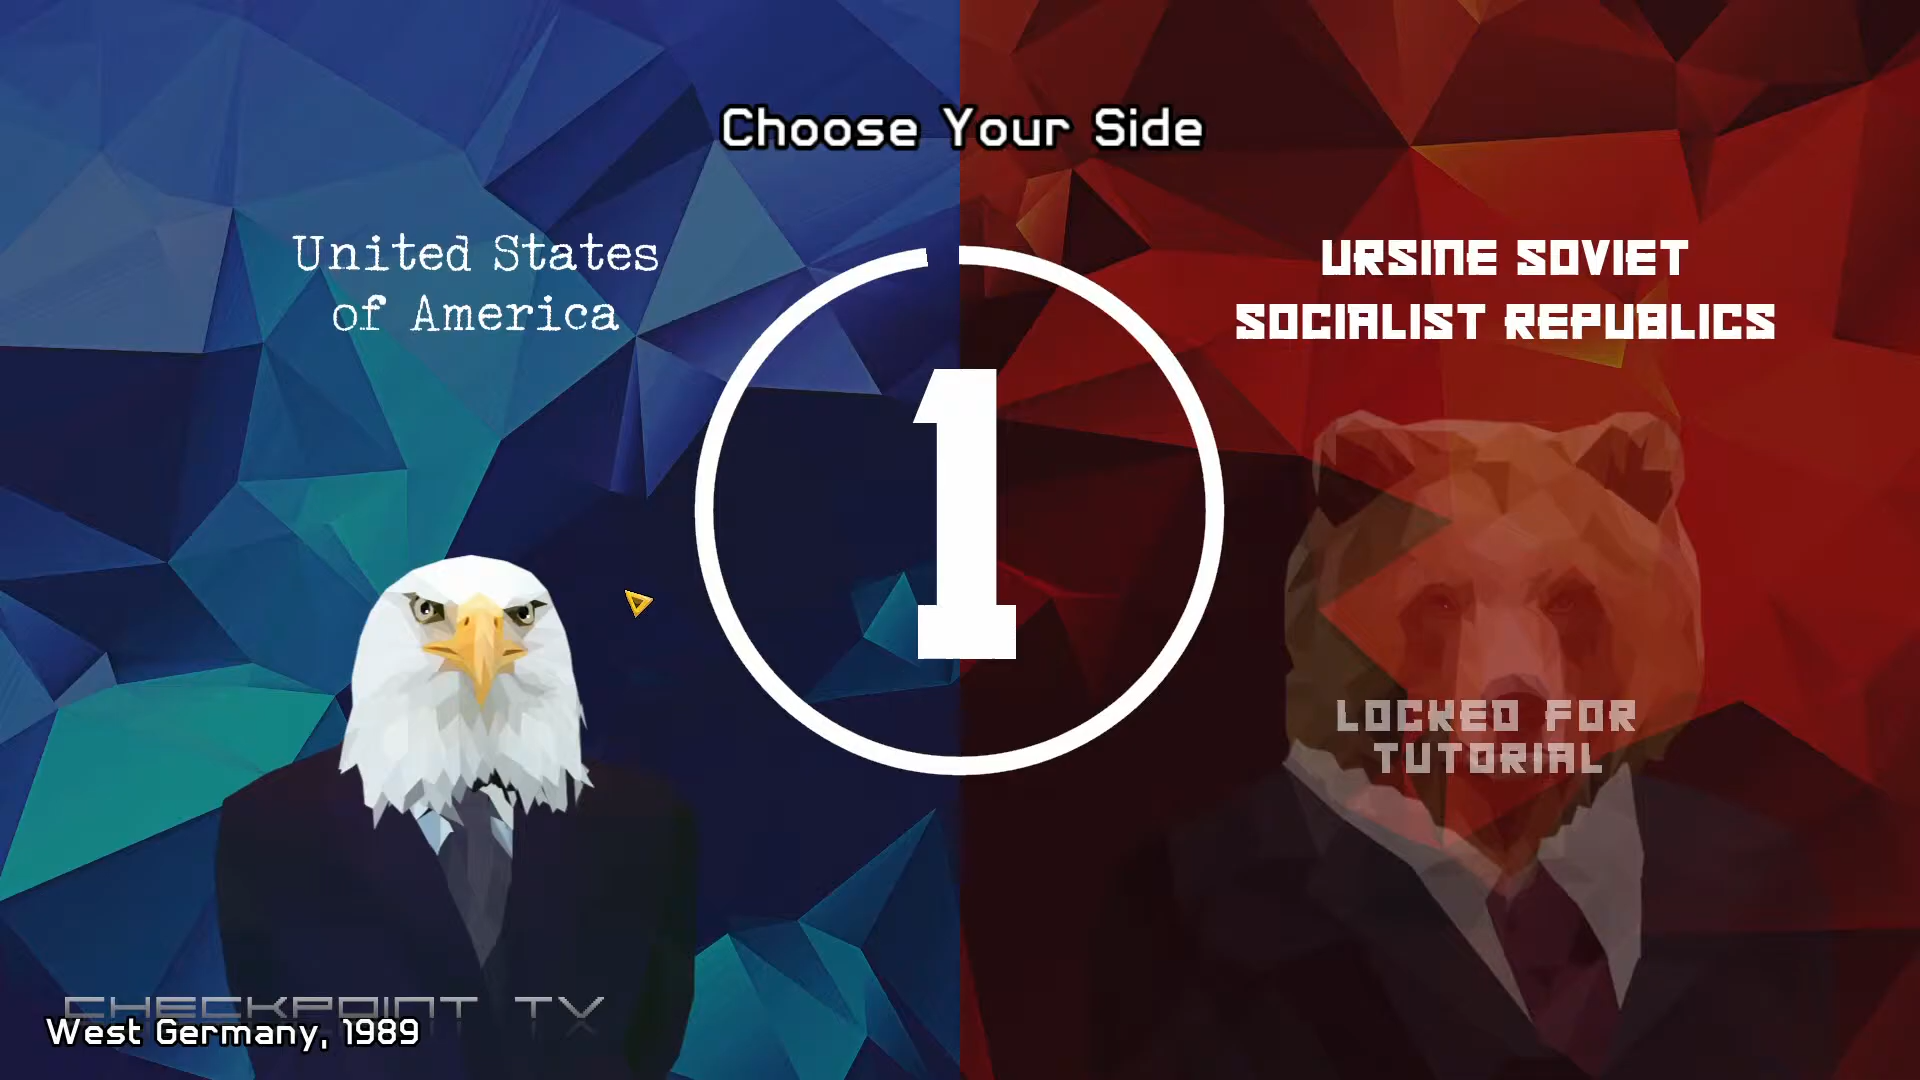 Choose Your Side
United States
of America
URSINE SOVIET
SOCIALIST REPUBLICS
1
LOCKED FOR
TUTORIAL
CHECKPOINT TV
West Germany, 1989